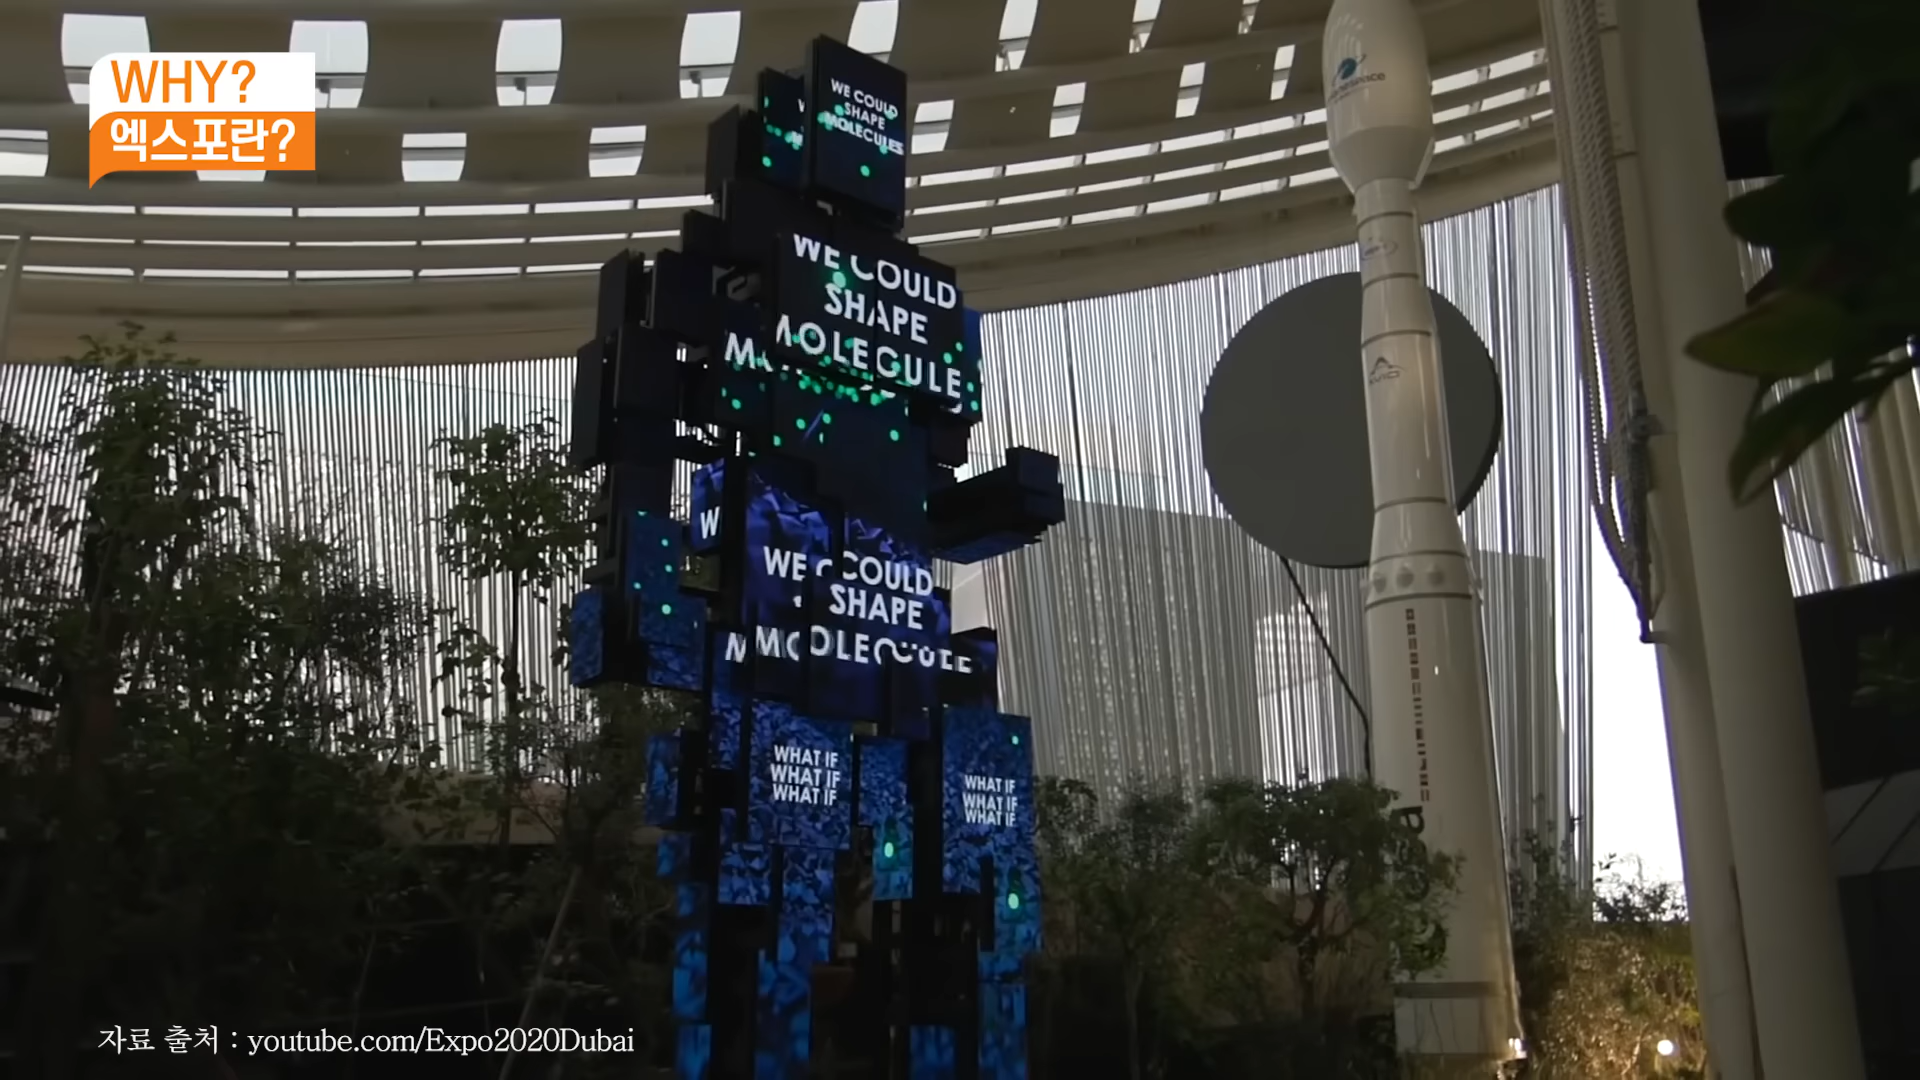 WHY?
엑스포란?
WE COULD
SHAPE
MOLECULES
WE COULD
SHAPE
MOLECULE
WE COULD
SHAPE
MOLECULE
WHAT IF
WHAT IF
WHAT IF
WHAT IF
WHAT IF
WHAT IF
자료 출처 : youtube.com/Expo2020Dubai